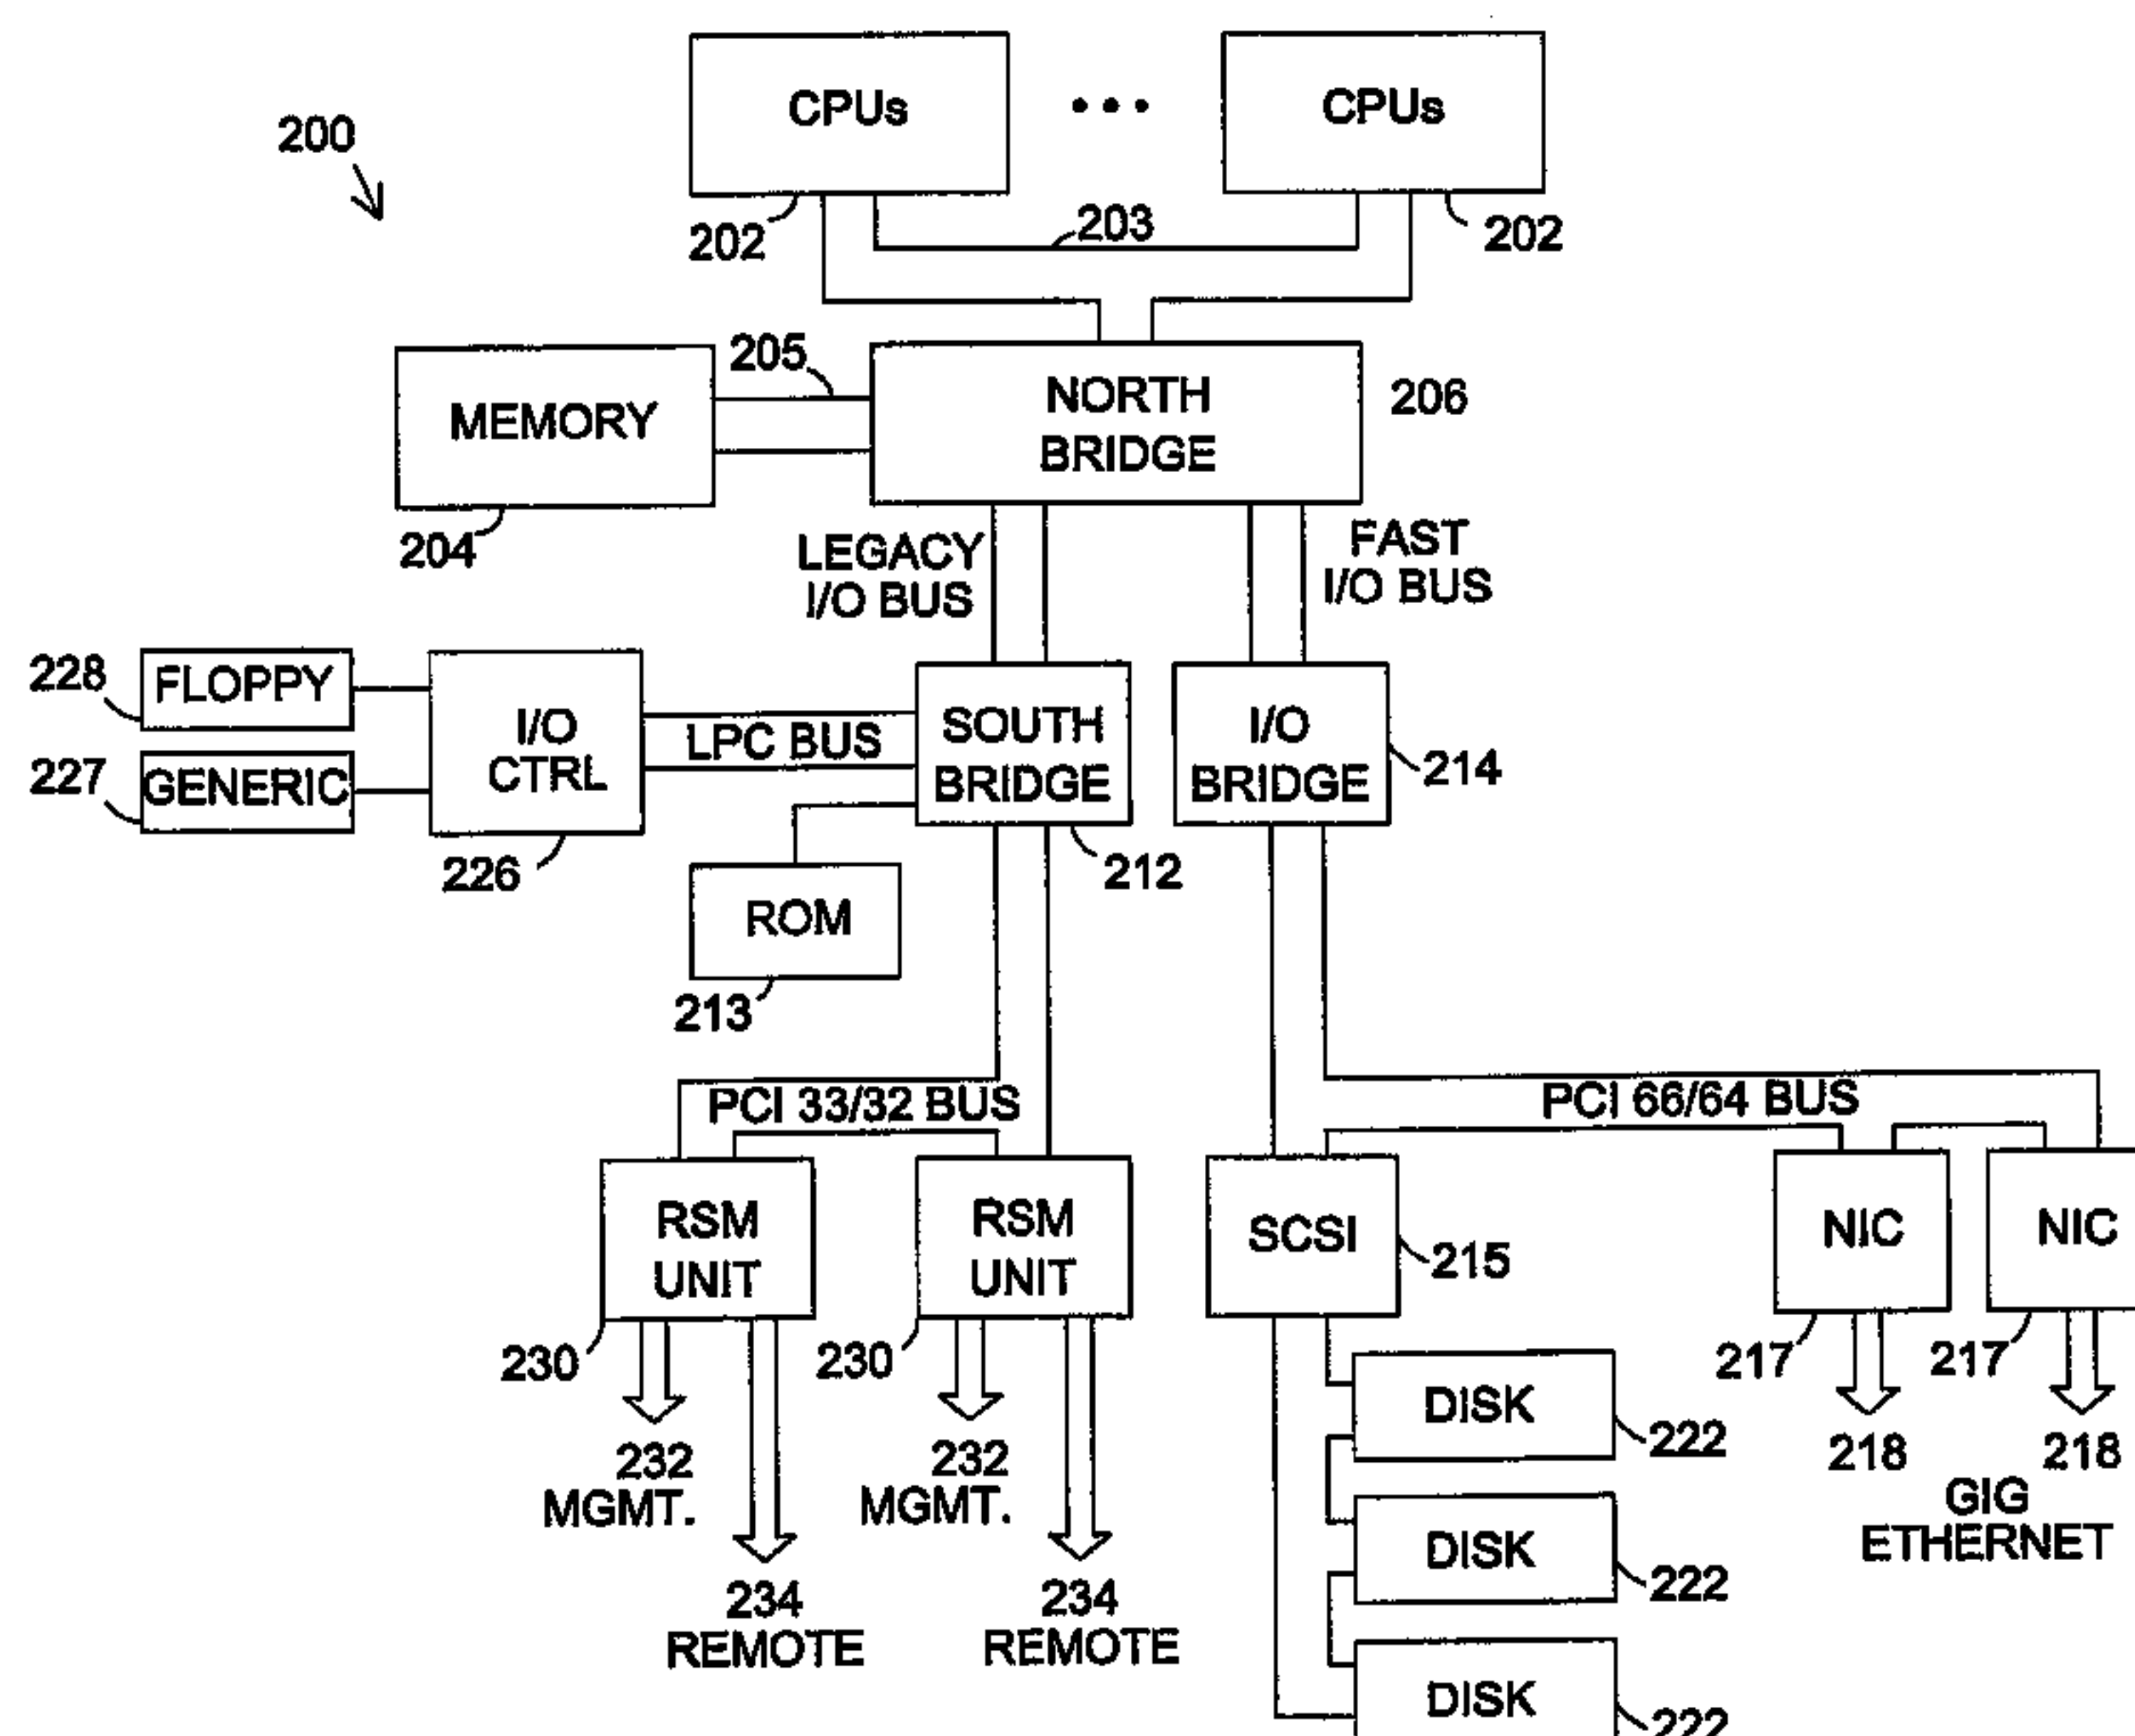 CPUs
CPUs
200
202
203
202
205
NORTH
BRIDGE
206
MEMORY
204
LEGACY
I/O BUS
FAST
I/O BUS
228
FLOPPY
227
GENERIC
I/O
CTRL
226
LPC BUS
SOUTH
BRIDGE
212
I/O
BRIDGE
214
ROM
213
PCI 33/32 BUS
PCI 66/64 BUS
RSM
UNIT
230
RSM
UNIT
230
SCSI
215
NIC
217
NIC
217
232
MGMT.
232
MGMT.
234
REMOTE
234
REMOTE
DISK
222
DISK
222
DISK
222
218
218
GIG
ETHERNET